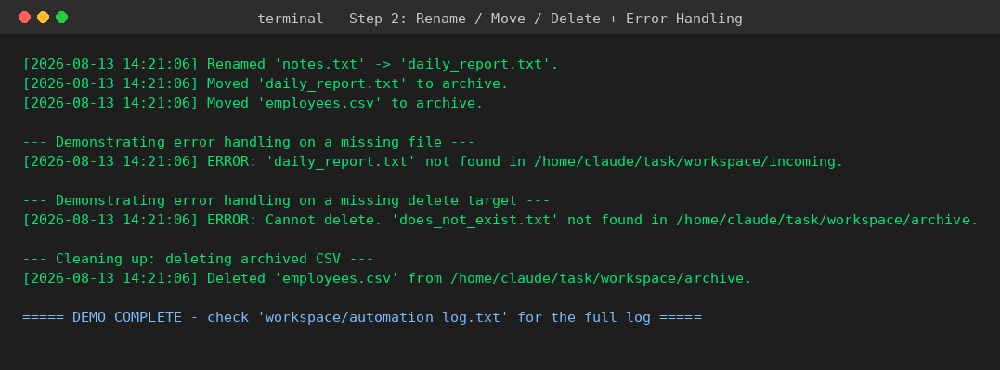 terminal — Step 2: Rename / Move / Delete + Error Handling
[2026-08-13 14:21:06] Renamed 'notes.txt' -> 'daily_report.txt'.
[2026-08-13 14:21:06] Moved 'daily_report.txt' to archive.
[2026-08-13 14:21:06] Moved 'employees.csv' to archive.
--- Demonstrating error handling on a missing file ---
[2026-08-13 14:21:06] ERROR: 'daily_report.txt' not found in /home/claude/task/workspace/incoming.
--- Demonstrating error handling on a missing delete target ---
[2026-08-13 14:21:06] ERROR: Cannot delete. 'does_not_exist.txt' not found in /home/claude/task/workspace/archive.
--- Cleaning up: deleting archived CSV ---
[2026-08-13 14:21:06] Deleted 'employees.csv' from /home/claude/task/workspace/archive.
===== DEMO COMPLETE - check 'workspace/automation_log.txt' for the full log =====